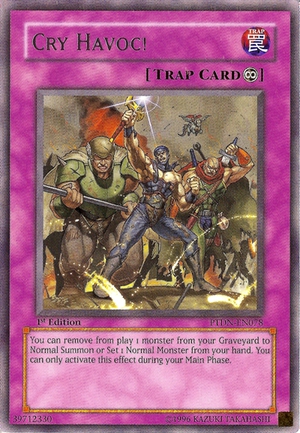 CRY HAVOC!
TRAP
罠
[TRAP CARD∞]
1st Edition
PTDN-EN078
You can remove from play 1 monster from your Graveyard to
Normal Summon or Set 1 Normal Monster from your hand. You
can only activate this effect during your Main Phase.
39712330
©1996 KAZUKI TAKAHASHI